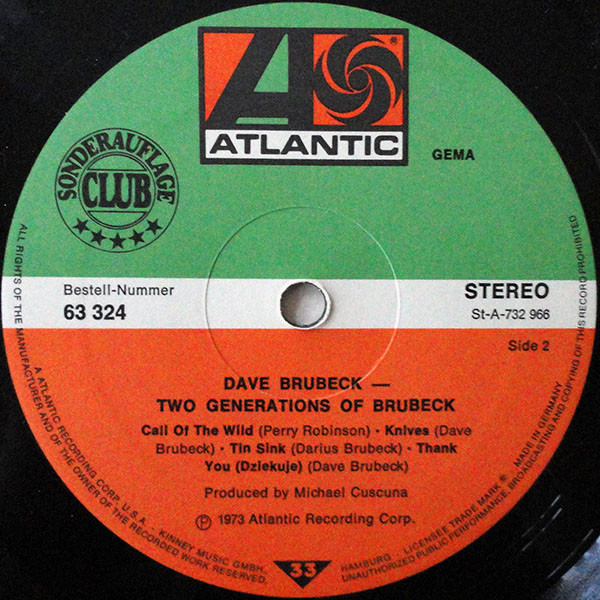 ATLANTIC
®
GEMA
SONDERAUFLAGE
CLUB
Bestell-Nummer
63 324
STEREO
St-A-732 966
Side 2
DAVE BRUBECK —
TWO GENERATIONS OF BRUBECK
Call Of The Wild (Perry Robinson) · Knives (Dave
Brubeck) · Tin Sink (Darius Brubeck) · Thank
You (Dziekuje) (Dave Brubeck)
Produced by Michael Cuscuna
Ⓟ 1973 Atlantic Recording Corp.
33
ALL RIGHTS OF THE MANUFACTURER AND OF THE OWNER OF THE RECORDED WORK RESERVED.
A ATLANTIC RECORDING CORP. U.S.A. - KINNEY MUSIC GMBH.
HAMBURG - LICENSEE TRADE MARK ® MADE IN GERMANY
UNAUTHORIZED PUBLIC PERFORMANCE, BROADCASTING AND COPYING OF THIS RECORD PROHIBITED